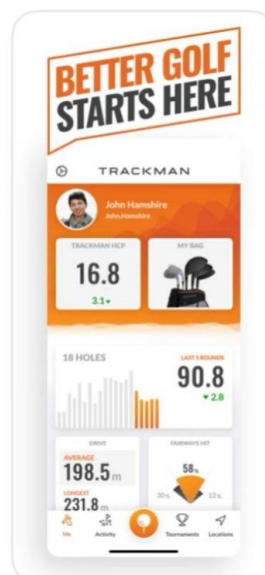 BETTER GOLF
STARTS HERE
TRACKMAN
John Hamshire
John.Hamshire
TRACKMAN HCP
16.8
3.1
MY BAG
18 HOLES
LAST 5 ROUNDS
90.8
2.8
DRIVE
AVERAGE
198.5 m
LONGEST
231.8 m
FAIRWAYS HIT
58%
30%
12%
Me
Activity
Tournaments
Locations